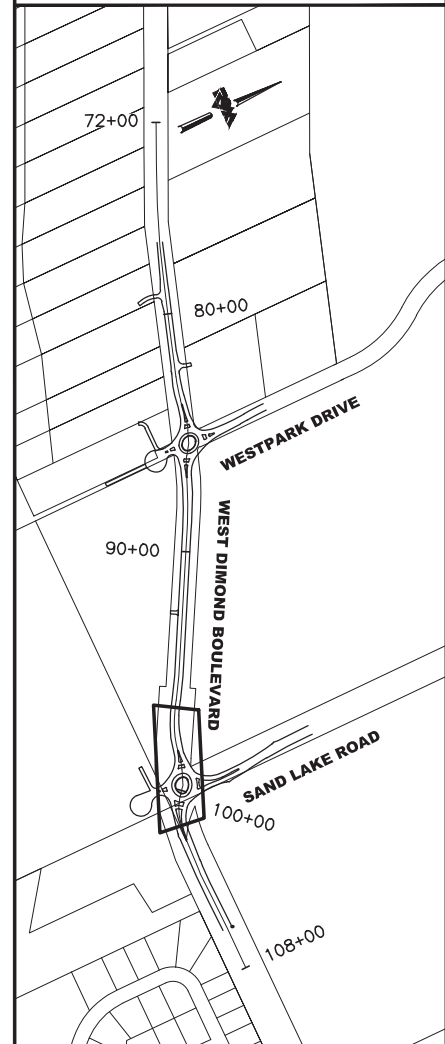 72+00
80+00
WESTPARK DRIVE
90+00
WEST DIMOND BOULEVARD
SAND LAKE ROAD
100+00
108+00